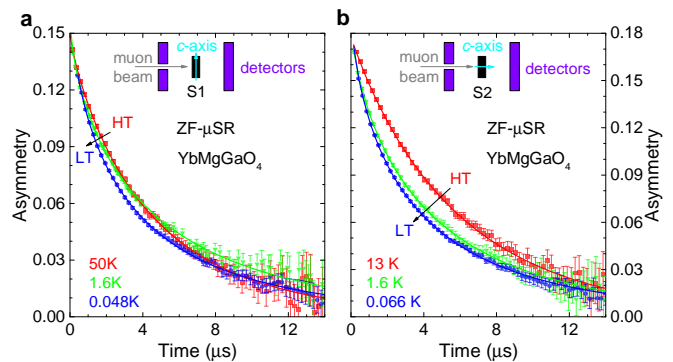 a
0.15
0.12
0.09
0.06
0.03
0.00
Asymmetry
muon
beam
c-axis
S1
detectors
ZF-μSR
YbMgGaO4
HT
LT
50K
1.6K
0.048K
0 4 8 12
Time (μs)
b
muon
beam
c-axis
S2
detectors
ZF-μSR
YbMgGaO4
HT
LT
13 K
1.6 K
0.066 K
0 4 8 12
Time (μs)
0.18
0.15
0.12
0.09
0.06
0.03
0.00
Asymmetry